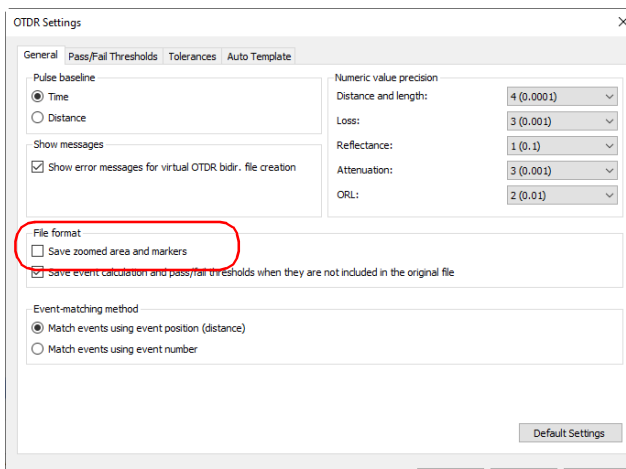 OTDR Settings
General Pass/Fail Thresholds Tolerances Auto Template
Pulse baseline
Time
Distance
Show messages
Show error messages for virtual OTDR bidir. file creation
Numeric value precision
Distance and length: 4 (0.0001)
Loss: 3 (0.001)
Reflectance: 1 (0.1)
Attenuation: 3 (0.001)
ORL: 2 (0.01)
File format
Save zoomed area and markers
Save event calculation and pass/fail thresholds when they are not included in the original file
Event-matching method
Match events using event position (distance)
Match events using event number
Default Settings